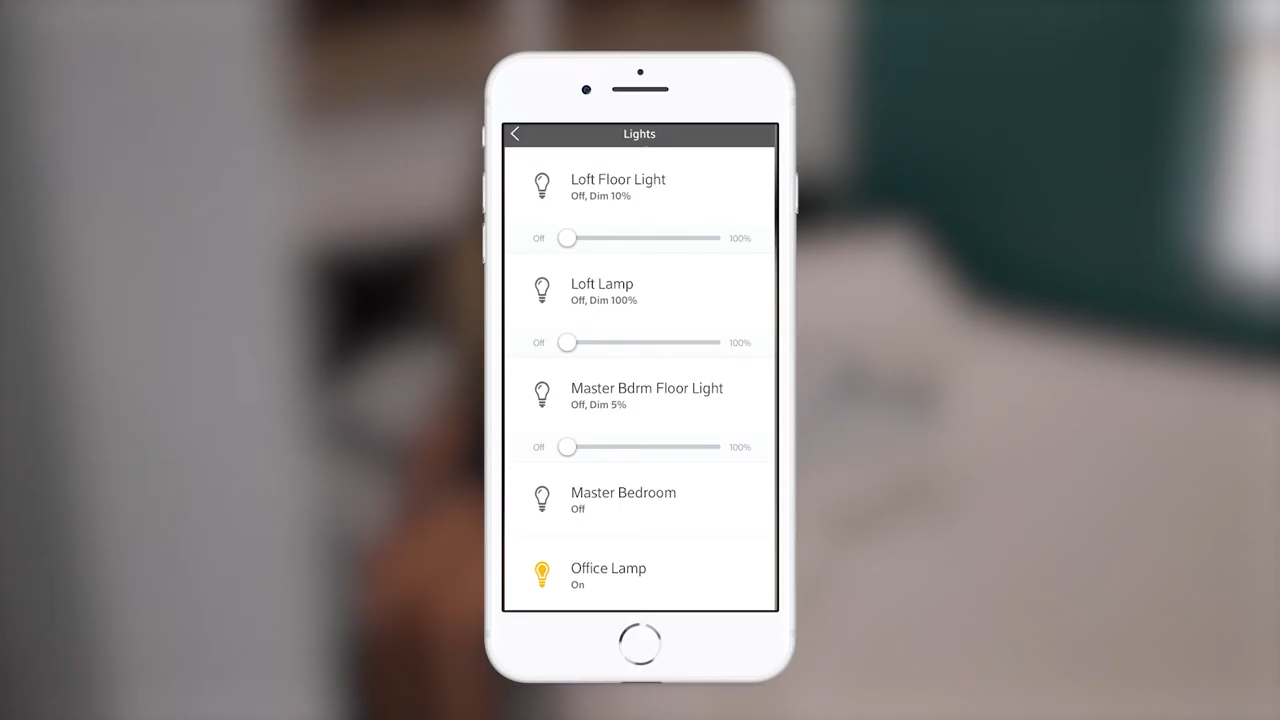 Lights
Loft Floor Light
Off, Dim 10%
Off 100%
Loft Lamp
Off, Dim 100%
Off 100%
Master Bdrm Floor Light
Off, Dim 5%
Off 100%
Master Bedroom
Off
Office Lamp
On